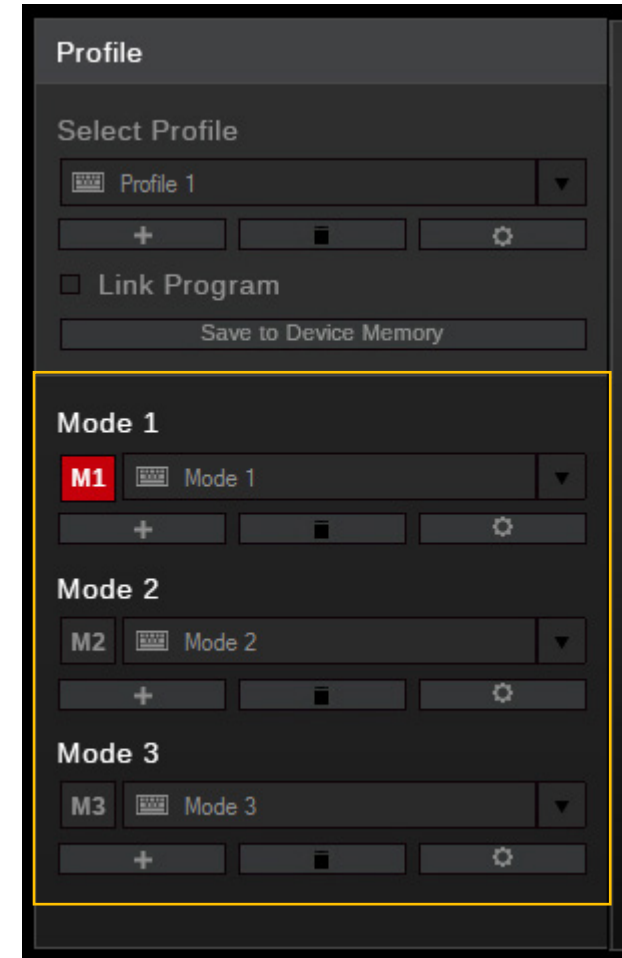 Profile
Select Profile
Profile 1
Link Program
Save to Device Memory
Mode 1
M1 Mode 1
Mode 2
M2 Mode 2
Mode 3
M3 Mode 3